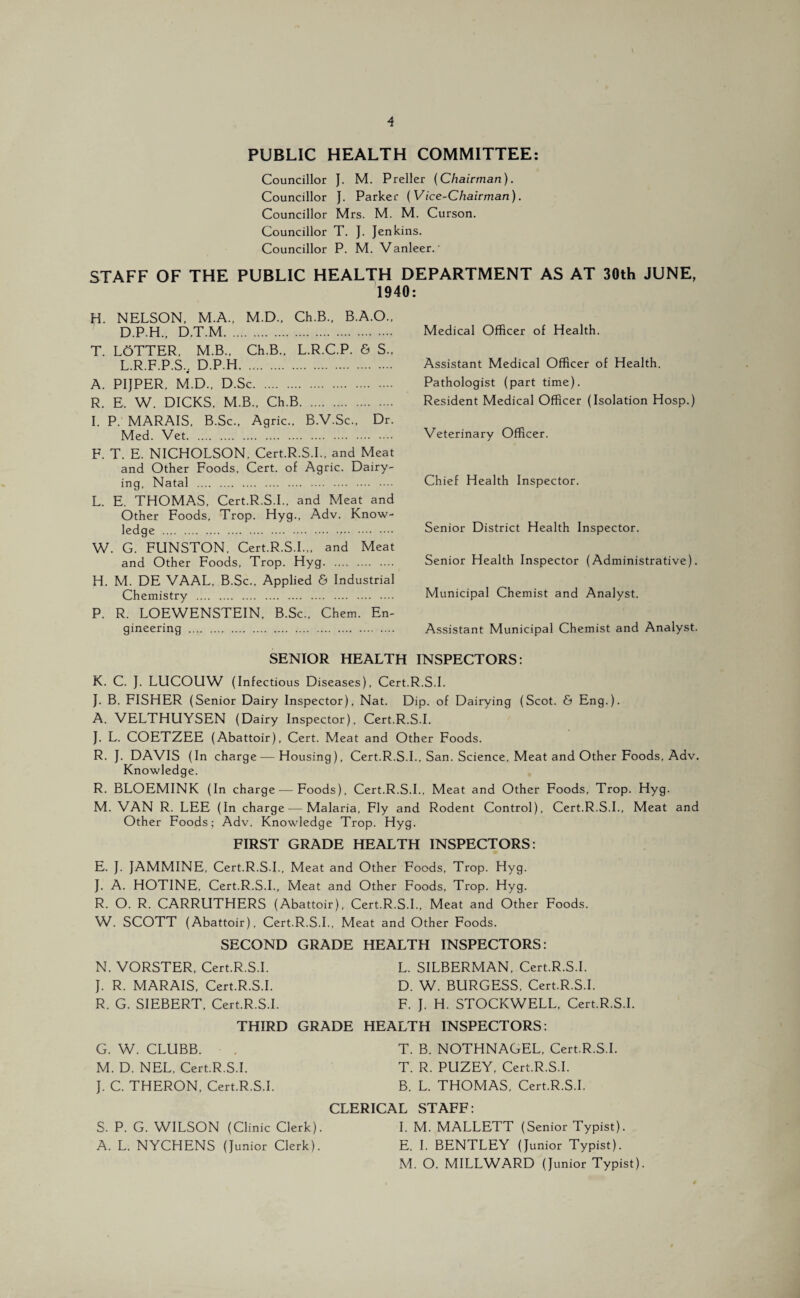 4
PUBLIC HEALTH COMMITTEE:
Councillor J. M. Preller (Chairman).
Councillor J. Parker (Vice-Chairman).
Councillor Mrs. M. M. Curson.
Councillor T. J. Jenkins.
Councillor P. M. Vanleer.
STAFF OF THE PUBLIC HEALTH DEPARTMENT AS AT 30th JUNE,
1940:
H. NELSON, M.A., M.D., Ch.B., B.A.O.,
D.P.H., D.T.M. .... .... .... .... .... .... .... .... Medical Officer of Health.
T. LÖTTER, M.B., Ch.B., L.R.C.P. & S.,
L.R.F.P.S., D.P.H. .... .... .... .... .... .... .... Assistant Medical Officer of Health.
A. PIJPER, M.D., D.Sc. .... .... .... .... .... .... Pathologist (part time).
R. E. W. DICKS, M.B., Ch.B. .... .... .... .... Resident Medical Officer (Isolation Hosp.)
I. P. MARAIS, B.Sc., Agric., B.V.Sc., Dr.
Med. Vet. .... .... .... .... .... .... .... .... .... Veterinary Officer.
F. T. E. NICHOLSON, Cert.R.S.I., and Meat
and Other Foods, Cert. of Agric. Dairy-
ing, Natal .... .... .... .... .... .... .... .... .... Chief Health Inspector.
L. E. THOMAS, Cert.R.S.I., and Meat and
Other Foods, Trop. Hyg., Adv. Know-
ledge .... .... .... .... .... .... .... .... .... .... Senior District Health Inspector.
W. G. FUNSTON, Cert.R.S.I.,, and Meat
and Other Foods, Trop. Hyg. .... .... .... Senior Health Inspector (Administrative).
H. M. DE VAAL, B.Sc., Applied & Industrial
Chemistry .... .... .... .... .... .... .... .... .... Municipal Chemist and Analyst.
P. R. LOEWENSTEIN, B.Sc., Chem. En-
gineering .... .... .... .... .... .... .... .... .... Assistant Municipal Chemist and Analyst.
SENIOR HEALTH INSPECTORS:
K. C. J. LUCOUW (Infectious Diseases), Cert.R.S.I.
J. B. FISHER (Senior Dairy Inspector), Nat. Dip. of Dairying (Scot. & Eng.).
A. VELTHUYSEN (Dairy Inspector), Cert.R.S.I.
J. L. COETZEE (Abattoir), Cert. Meat and Other Foods.
R. J. DAVIS (In charge — Housing), Cert.R.S.I., San. Science, Meat and Other Foods, Adv.
Knowledge.
R. BLOEMINK (In charge — Foods), Cert.R.S.I., Meat and Other Foods, Trop. Hyg.
M. VAN R. LEE (In charge — Malaria, Fly and Rodent Control), Cert.R.S.I., Meat and
Other Foods; Adv. Knowledge Trop. Hyg.
FIRST GRADE HEALTH INSPECTORS:
E. J. JAMMINE, Cert.R.S.I., Meat and Other Foods, Trop. Hyg.
J. A. HOTINE, Cert.R.S.I., Meat and Other Foods, Trop. Hyg.
R. O. R. CARRUTHERS (Abattoir), Cert.R.S.I., Meat and Other Foods.
W. SCOTT (Abattoir), Cert.R.S.I., Meat and Other Foods.
SECOND GRADE HEALTH INSPECTORS:
N. VORSTER, Cert.R.S.I. L. SILBERMAN, Cert.R.S.I.
J. R. MARAIS, Cert.R.S.I. D. W. BURGESS, Cert.R.S.I.
R. G. SIEBERT, Cert.R.S.I. F. J. H. STOCKWELL, Cert.R.S.I.
THIRD GRADE HEALTH INSPECTORS:
G. W. CLUBB. T. B. NOTHNAGEL, Cert.R.S.I.
M. D. NEL, Cert.R.S.I. T. R. PUZEY, Cert.R.S.I.
J. C. THERON, Cert.R.S.I. B. L. THOMAS, Cert.R.S.I.
CLERICAL STAFF:
S. P. G. WILSON (Clinic Clerk). I. M. MALLETT (Senior Typist).
A. L. NYCHENS (Junior Clerk). E. I. BENTLEY (Junior Typist).
M. O. MILLWARD (Junior Typist).